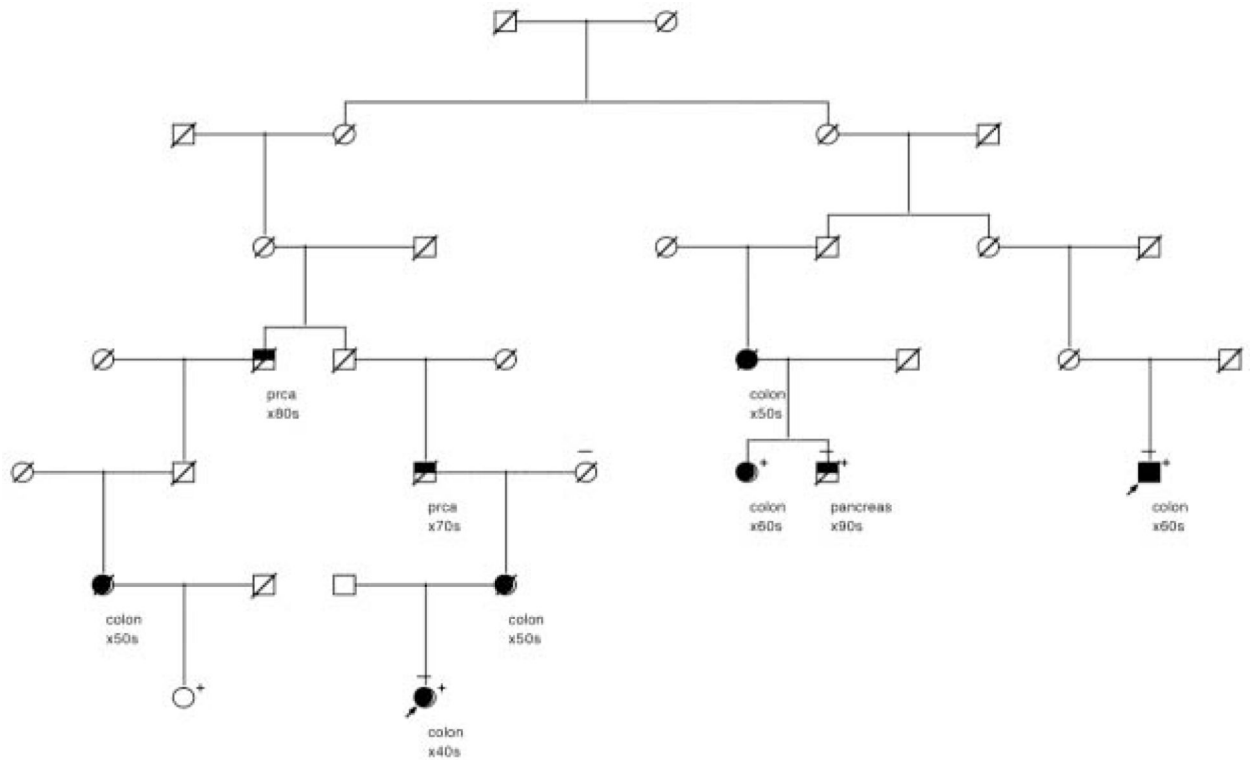 prca
x80s
colon
x50s
+
+
+
prca
x70s
colon
x60s
pancreas
x90s
colon
x60s
colon
x50s
colon
x50s
+
+
colon
x40s